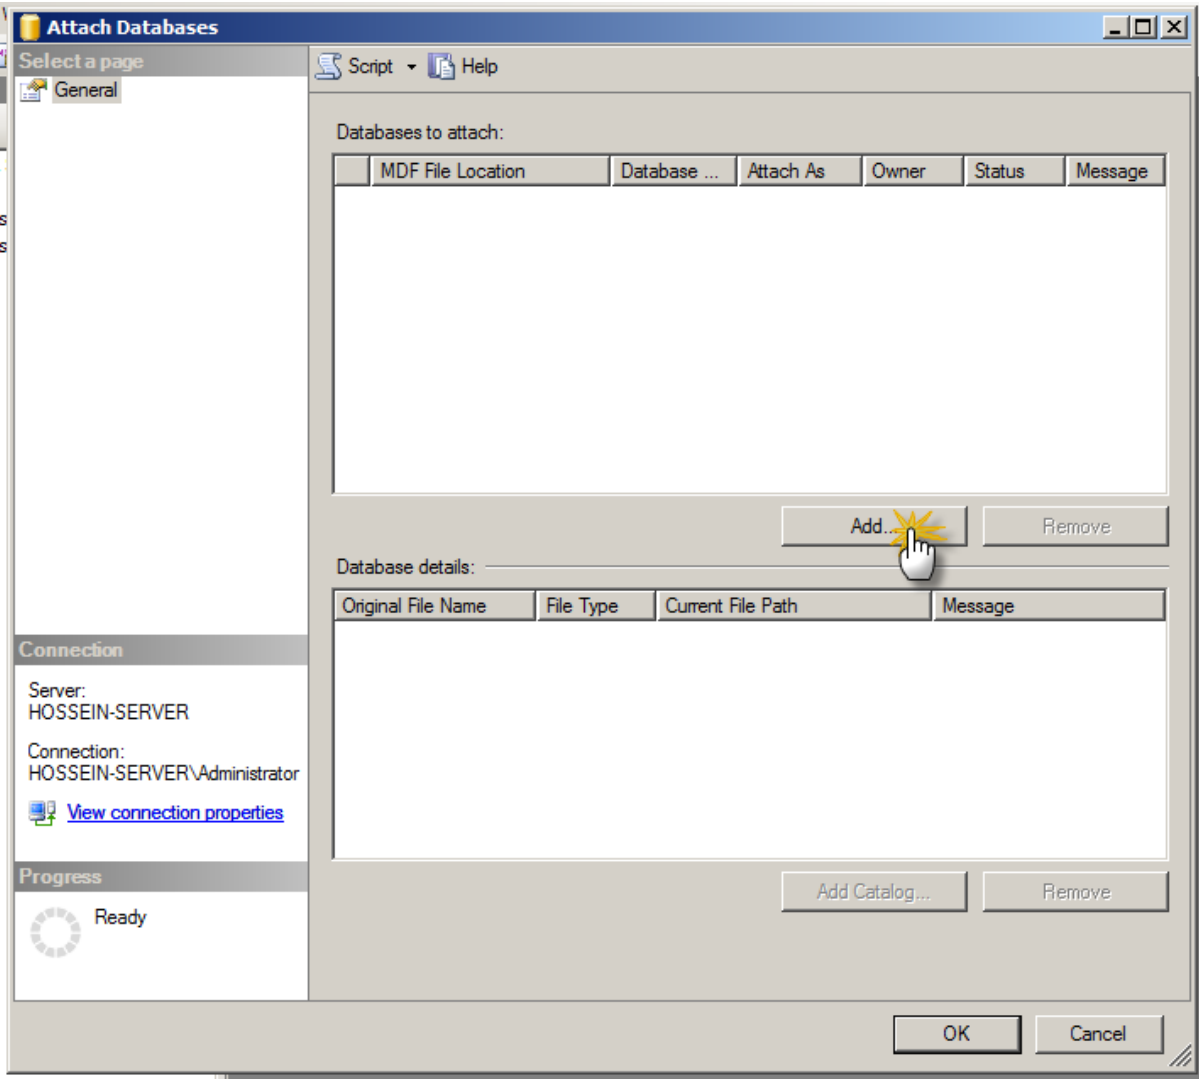 Attach Databases
Select a page
General
Script
Help
Databases to attach:
MDF File Location
Database ...
Attach As
Owner
Status
Message
Add...
Remove
Database details:
Original File Name
File Type
Current File Path
Message
Connection
Server:
HOSSEIN-SERVER
Connection:
HOSSEIN-SERVER\Administrator
View connection properties
Progress
Ready
Add Catalog...
Remove
OK
Cancel